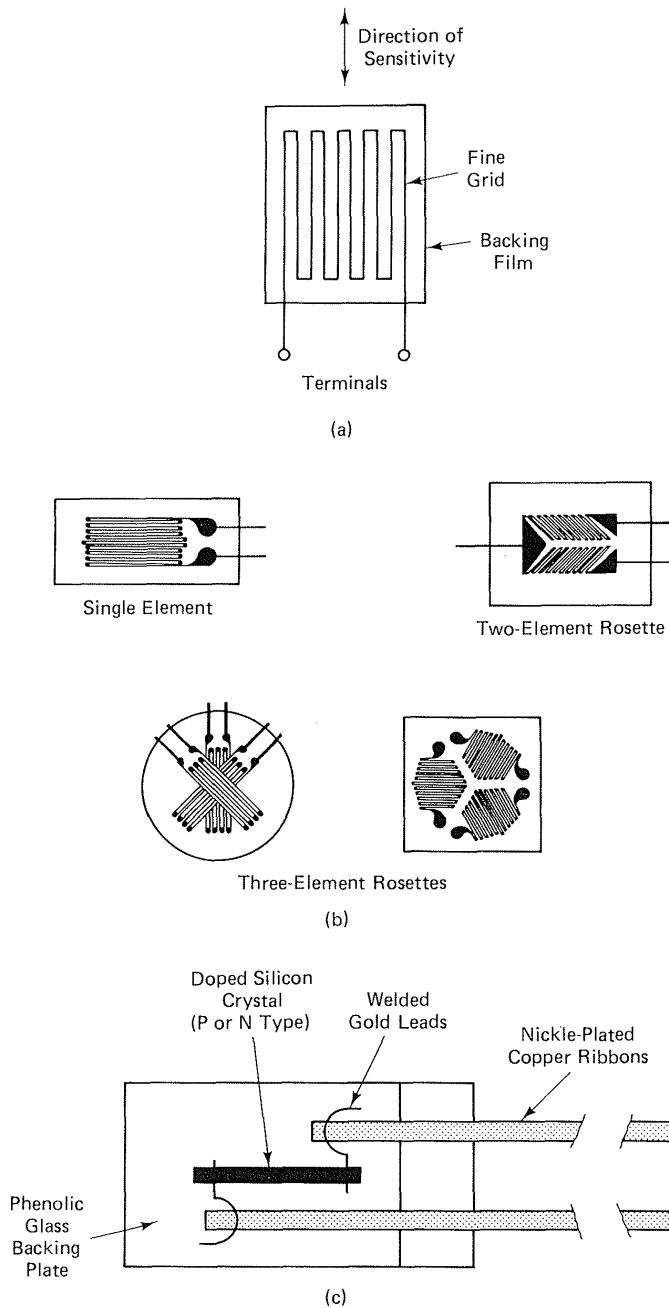 Direction of
Sensitivity
Fine
Grid
Backing
Film
Terminals
(a)
Single Element
Two-Element Rosette
Three-Element Rosettes
(b)
Doped Silicon
Crystal
(P or N Type)
Welded
Gold Leads
Nickle-Plated
Copper Ribbons
Phenolic
Glass
Backing
Plate
(c)